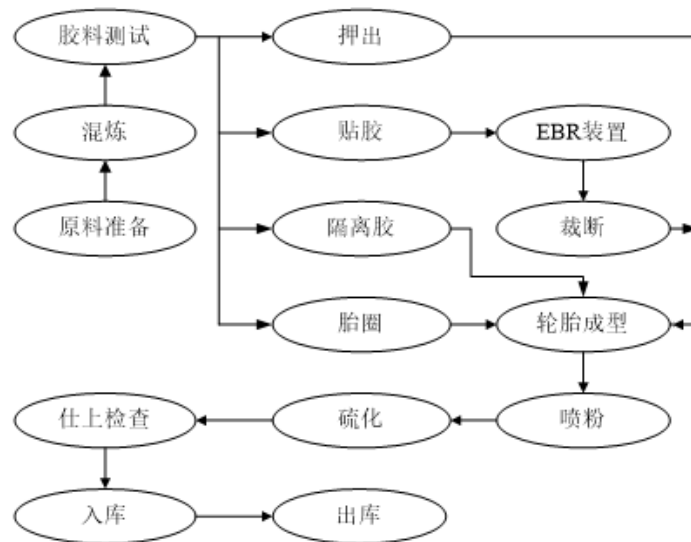 胶料测试
押出
混炼
贴胶
EBR装置
原料准备
隔离胶
裁断
胎圈
轮胎成型
仕上检查
硫化
喷粉
入库
出库